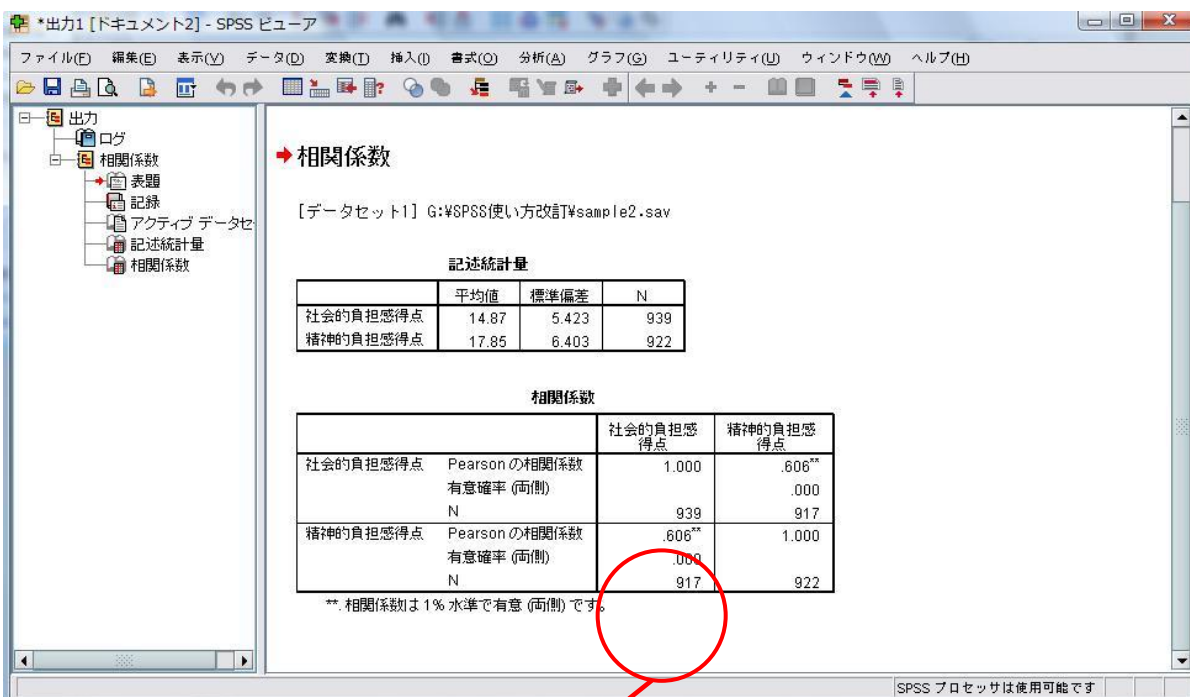 *出力1 [ドキュメント2] - SPSS ビューア
ファイル(F) 編集(E) 表示(V) データ(D) 変換(T) 挿入(I) 書式(O) 分析(A) グラフ(G) ユーティリティ(U) ウィンドウ(W) ヘルプ(H)
出力
ログ
相関係数
表題
記録
アクティブ データセ
記述統計量
相関係数
相関係数
[データセット1] G:¥SPSS使い方改訂¥sample2.sav
記述統計量
平均値 標準偏差 N
社会的負担感得点 14.87 5.423 939
精神的負担感得点 17.85 6.403 922
相関係数
社会的負担感 精神的負担感
得点 得点
社会的負担感得点 Pearson の相関係数 1.000 .606**
有意確率 (両側) .000
N 939 917
精神的負担感得点 Pearson の相関係数 .606** 1.000
有意確率 (両側) .000
N 917 922
**. 相関係数は 1% 水準で有意 (両側) です。
SPSS プロセッサは使用可能です